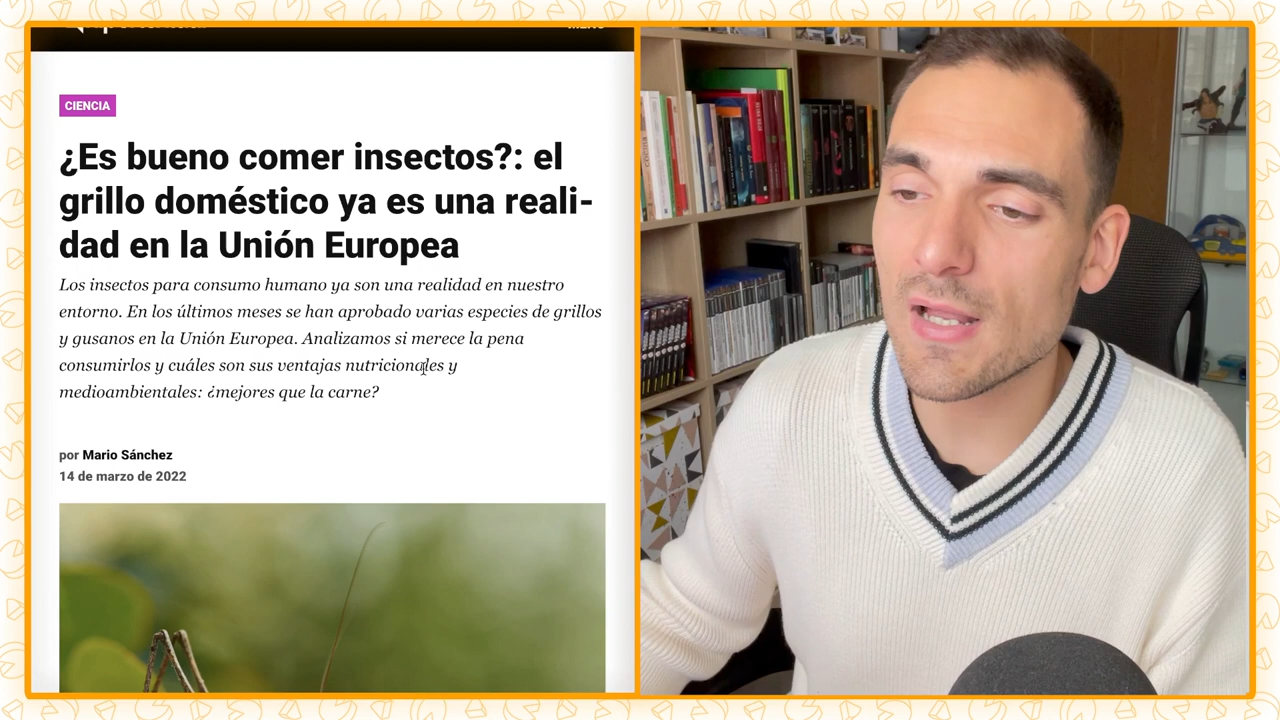 CIENCIA
¿Es bueno comer insectos?: el
grillo doméstico ya es una reali-
dad en la Unión Europea
Los insectos para consumo humano ya son una realidad en nuestro
entorno. En los últimos meses se han aprobado varias especies de grillos
y gusanos en la Unión Europea. Analizamos si merece la pena
consumirlos y cuáles son sus ventajas nutricionales y
medioambientales: ¿mejores que la carne?
por Mario Sánchez
14 de marzo de 2022